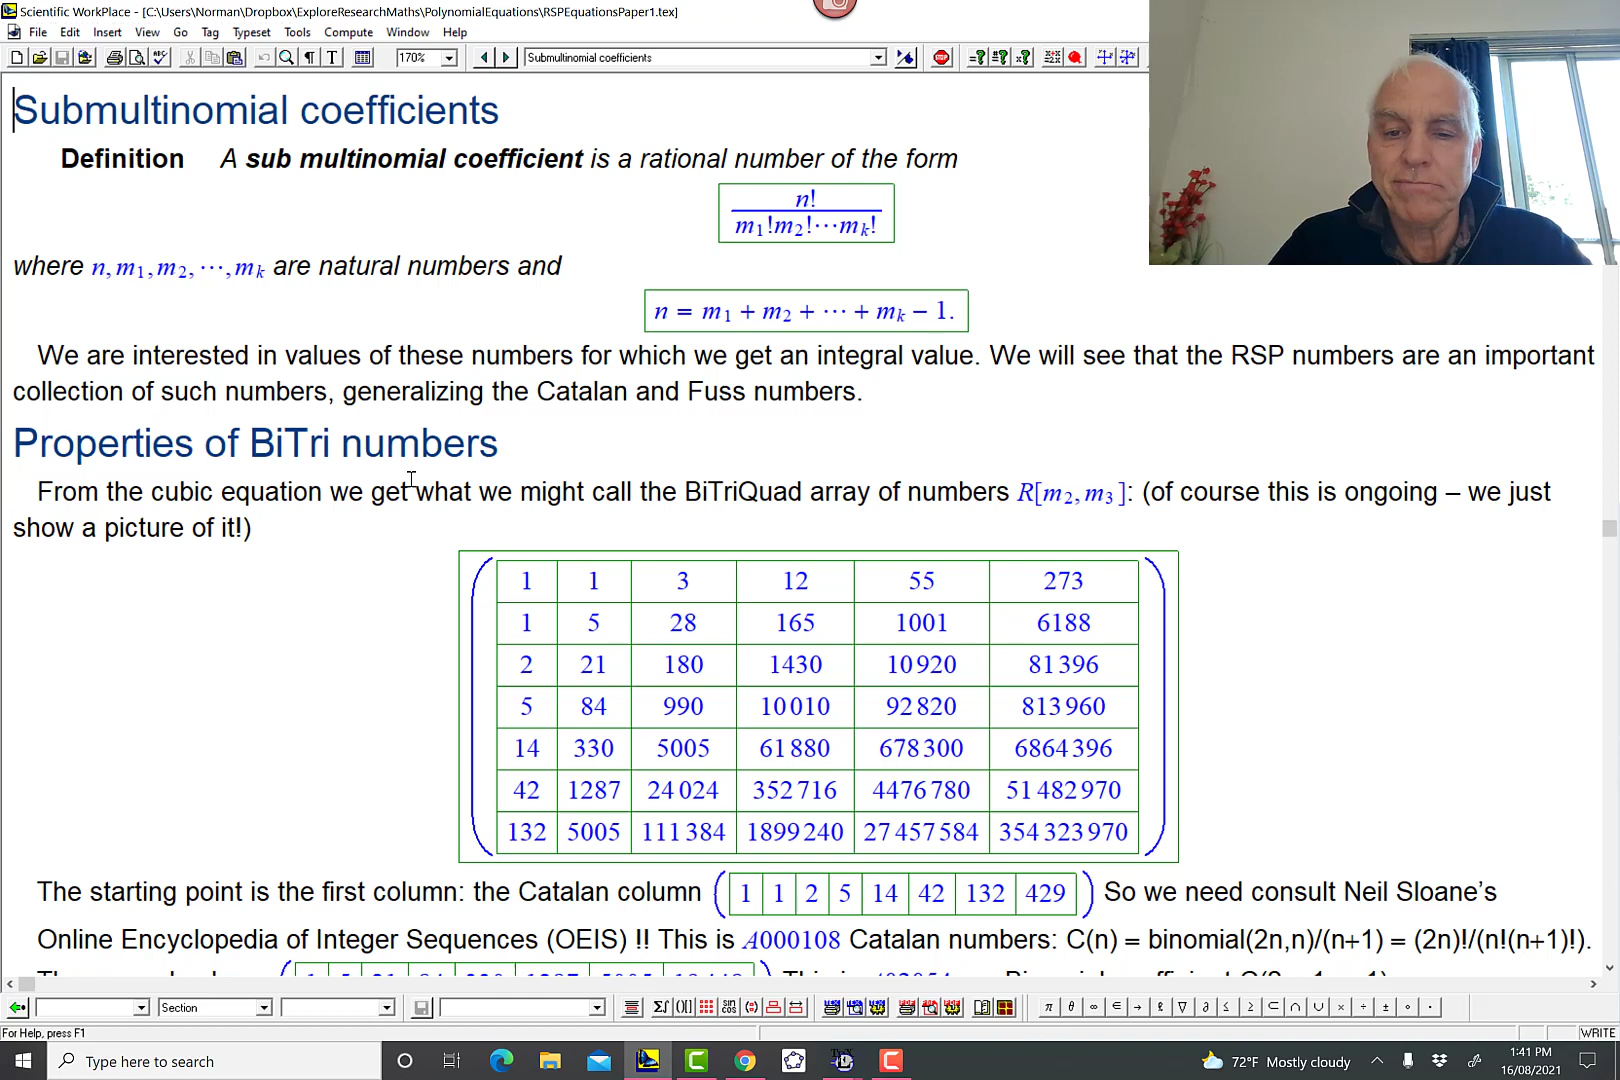 Scientific WorkPlace - [C:\Users\Norman\Dropbox\ExploreResearchMaths\PolynomialEquations\RSPEquationsPaper1.tex]
File Edit Insert View Go Tag Typeset Tools Compute Window Help
170% Submultinomial coefficients
Submultinomial coefficients
Definition A sub multinomial coefficient is a rational number of the form
n!
m₁!m₂!⋯mₖ!
where n, m₁, m₂, ⋯, mₖ are natural numbers and
n = m₁ + m₂ + ⋯ + mₖ − 1.
We are interested in values of these numbers for which we get an integral value. We will see that the RSP numbers are an important
collection of such numbers, generalizing the Catalan and Fuss numbers.
Properties of BiTri numbers
From the cubic equation we get what we might call the BiTriQuad array of numbers R[m₂, m₃]: (of course this is ongoing – we just
show a picture of it!)
1 1 3 12 55 273
1 5 28 165 1001 6188
2 21 180 1430 10920 81396
5 84 990 10010 92820 813960
14 330 5005 61880 678300 6864396
42 1287 24024 352716 4476780 51482970
132 5005 111384 1899240 27457584 354323970
The starting point is the first column: the Catalan column ( 1 1 2 5 14 42 132 429 ) So we need consult Neil Sloane's
Online Encyclopedia of Integer Sequences (OEIS) !! This is A000108 Catalan numbers: C(n) = binomial(2n,n)/(n+1) = (2n)!/(n!(n+1)!).
Section
For Help, press F1
WRITE
Type here to search
72°F Mostly cloudy
1:41 PM
16/08/2021